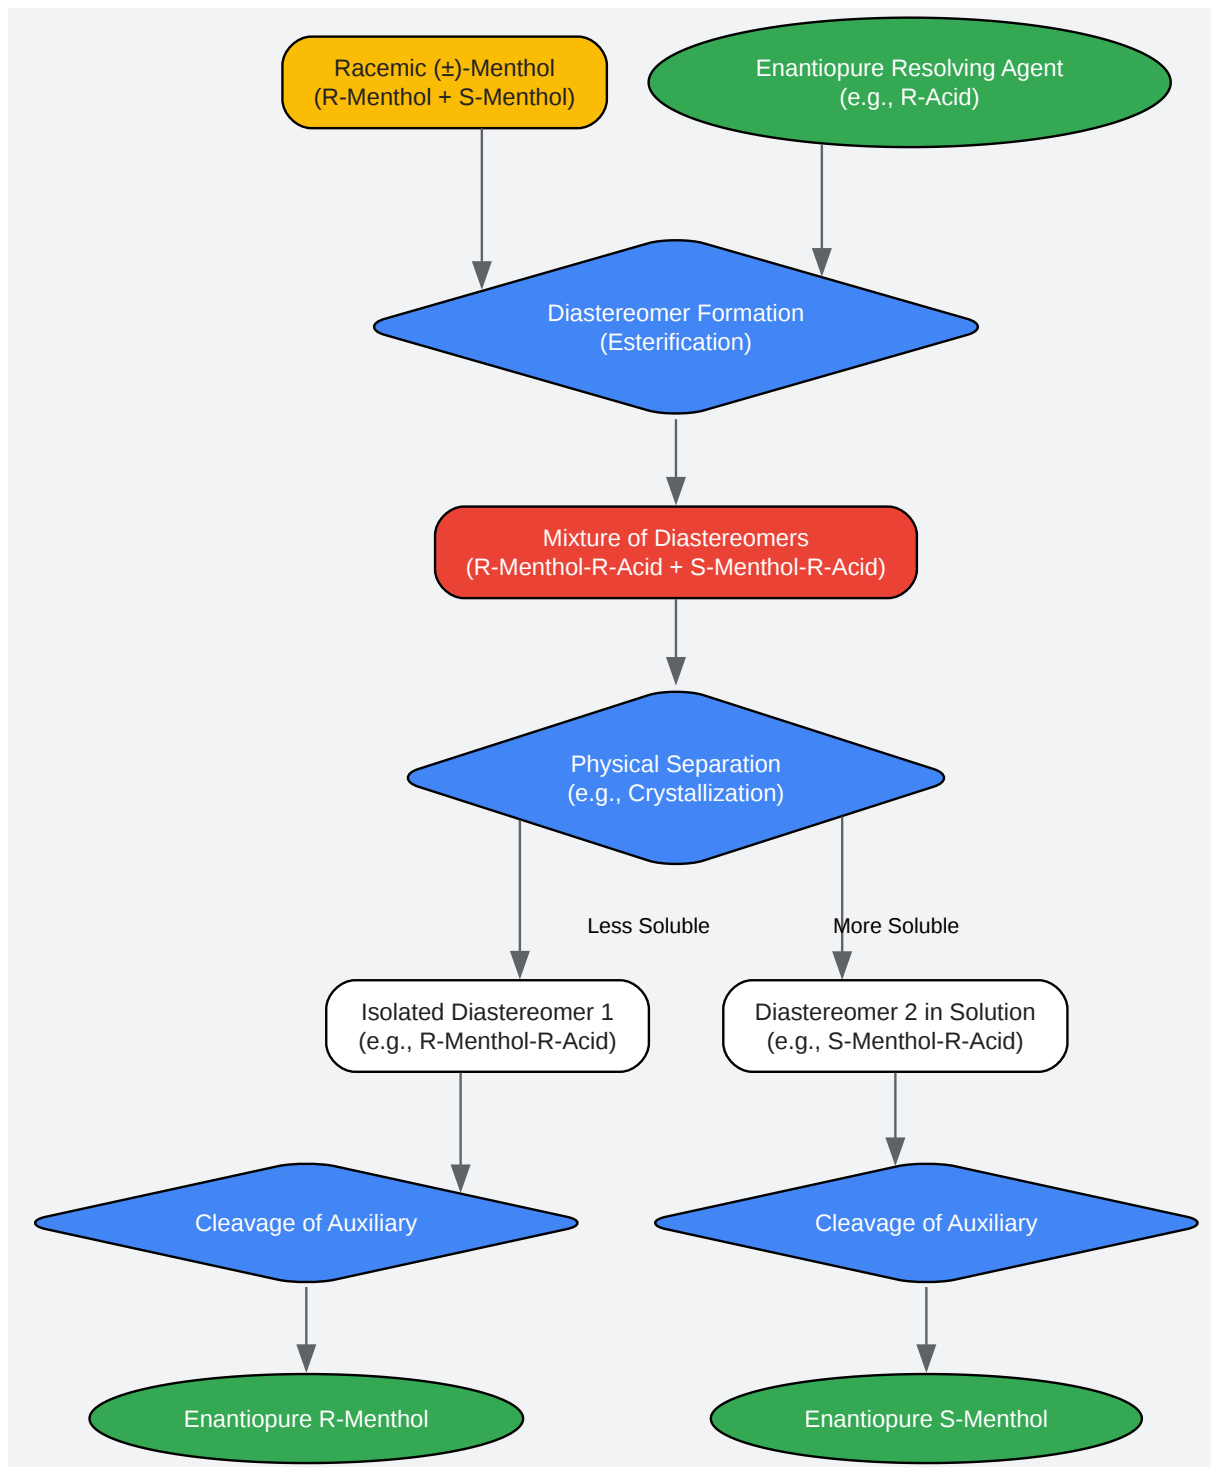 Racemic (±)-Menthol
(R-Menthol + S-Menthol)
Enantiopure Resolving Agent
(e.g., R-Acid)
Diastereomer Formation
(Esterification)
Mixture of Diastereomers
(R-Menthol-R-Acid + S-Menthol-R-Acid)
Physical Separation
(e.g., Crystallization)
Less Soluble
More Soluble
Isolated Diastereomer 1
(e.g., R-Menthol-R-Acid)
Diastereomer 2 in Solution
(e.g., S-Menthol-R-Acid)
Cleavage of Auxiliary
Cleavage of Auxiliary
Enantiopure R-Menthol
Enantiopure S-Menthol